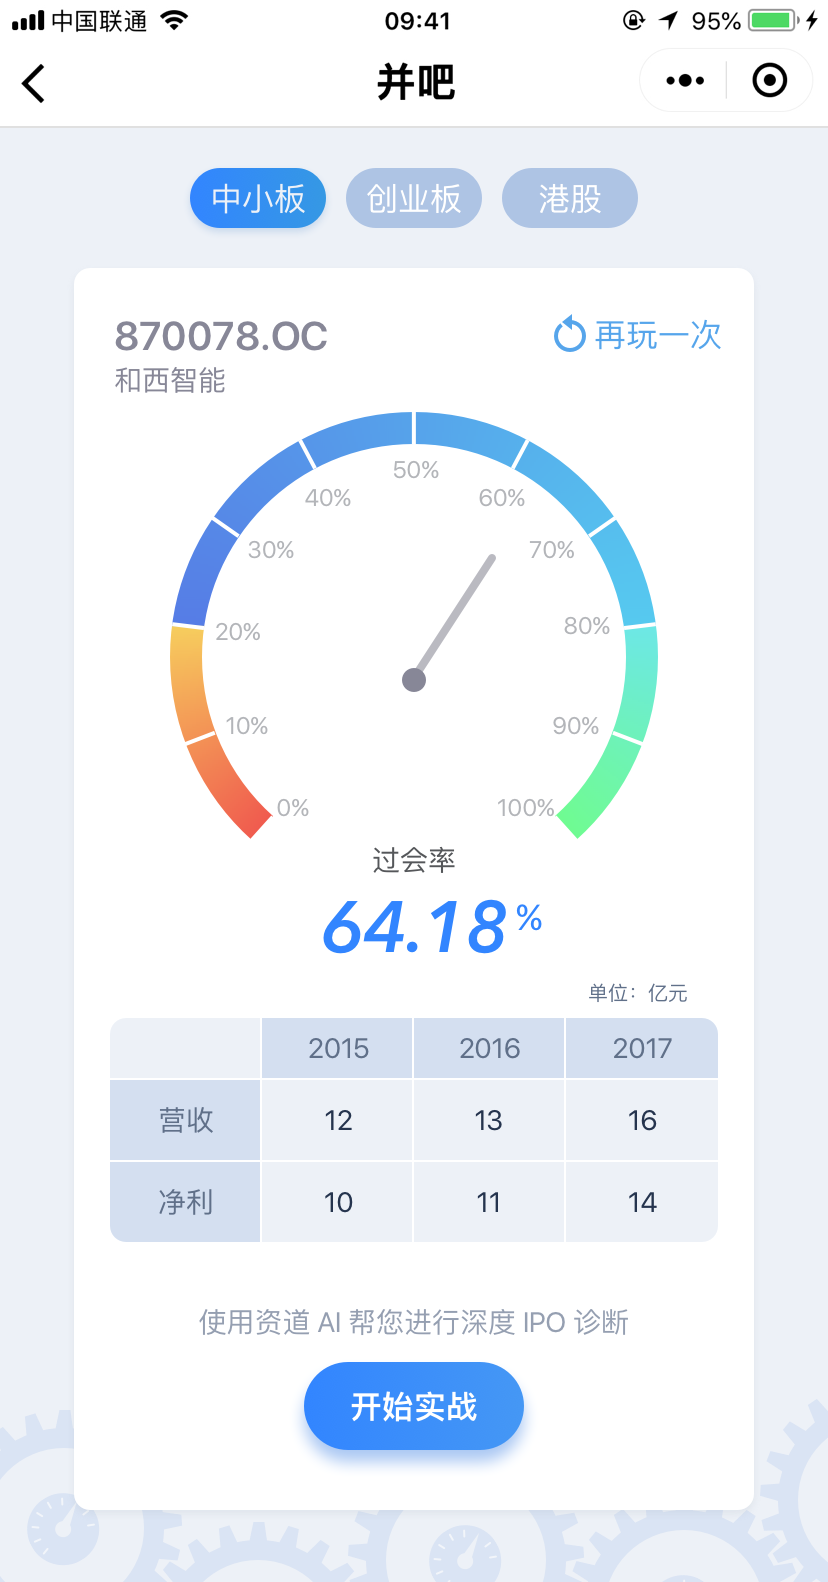 中国联通 09:41 95%
并吧
中小板 创业板 港股
870078.OC 再玩一次
和西智能
50%
40% 60%
30% 70%
20% 80%
10% 90%
0% 100%
过会率
64.18%
单位：亿元
2015 2016 2017
营收 12 13 16
净利 10 11 14
使用资道 AI 帮您进行深度 IPO 诊断
开始实战